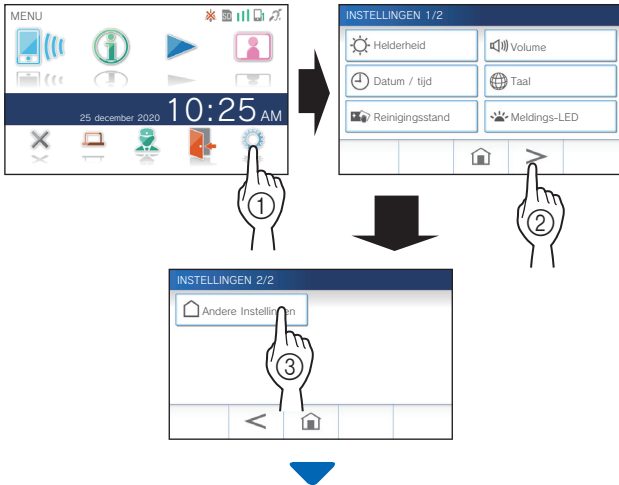 MENU
SD
25 december 2020 10:25 AM
①
INSTELLINGEN 1/2
Helderheid
Volume
Datum / tijd
Taal
Reinigingsstand
Meldings-LED
>
②
INSTELLINGEN 2/2
Andere Instellingen
③
<